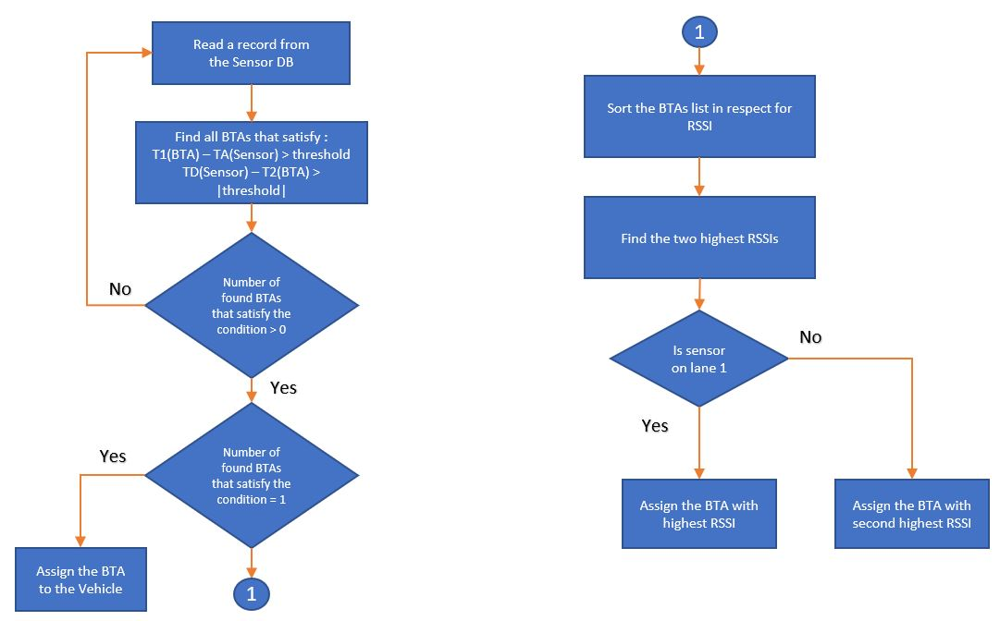 Read a record from
the Sensor DB
Find all BTAs that satisfy :
T1(BTA) – TA(Sensor) > threshold
TD(Sensor) – T2(BTA) >
|threshold|
Number of
found BTAs
that satisfy the
condition > 0
No
Yes
Number of
found BTAs
that satisfy the
condition = 1
Yes
Assign the BTA
to the Vehicle
1
1
Sort the BTAs list in respect for
RSSI
Find the two highest RSSIs
Is sensor
on lane 1
No
Yes
Assign the BTA with
highest RSSI
Assign the BTA with
second highest RSSI